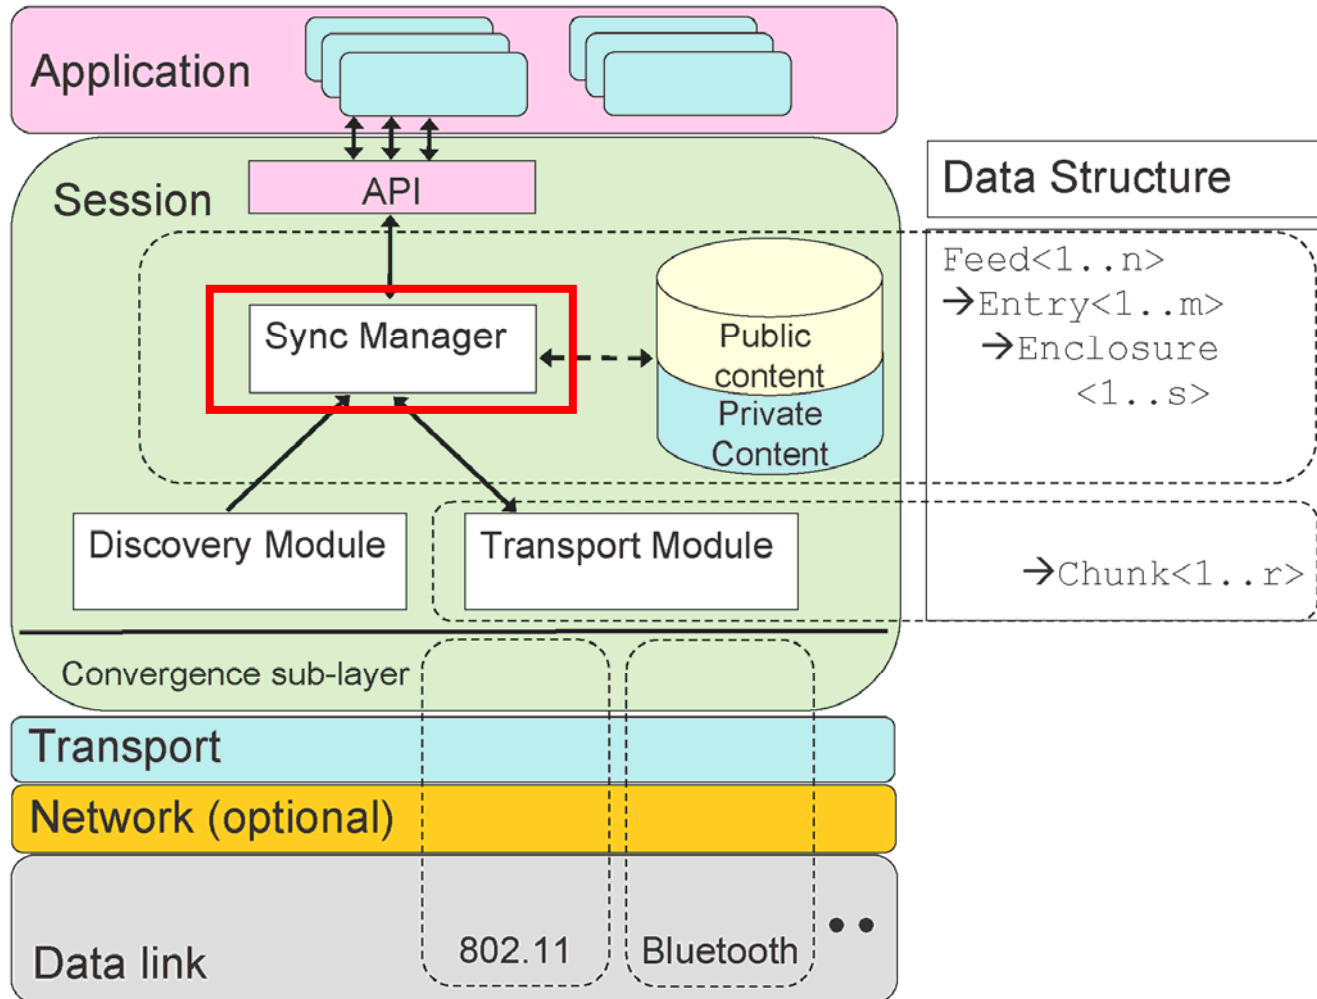 Application
Session
API
Data Structure
Feed<1..n>
→Entry<1..m>
→Enclosure
<1..s>
Sync Manager
Public
content
Private
Content
Discovery Module
Transport Module
→Chunk<1..r>
Convergence sub-layer
Transport
Network (optional)
Data link
802.11
Bluetooth
••